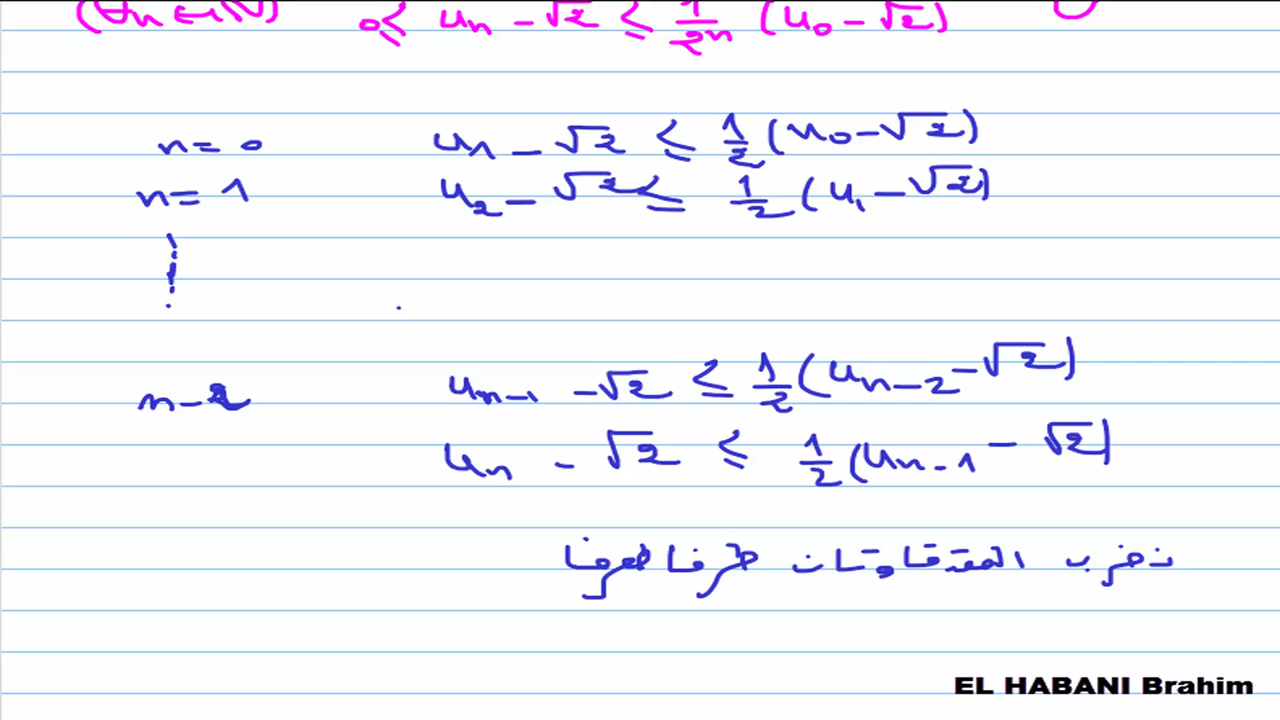 (∀n∈ℕ) 0 ≤ uₙ − √2 ≤ 1/2ⁿ (u₀ − √2)
n = 0 u₁ − √2 ≤ 1/2 (u₀ − √2)
n = 1 u₂ − √2 ≤ 1/2 (u₁ − √2)
n − 2 uₙ₋₁ − √2 ≤ 1/2 (uₙ₋₂ − √2)
uₙ − √2 ≤ 1/2 (uₙ₋₁ − √2)
نضرب المتفاوتات طرفا طرفا
EL HABANI Brahim